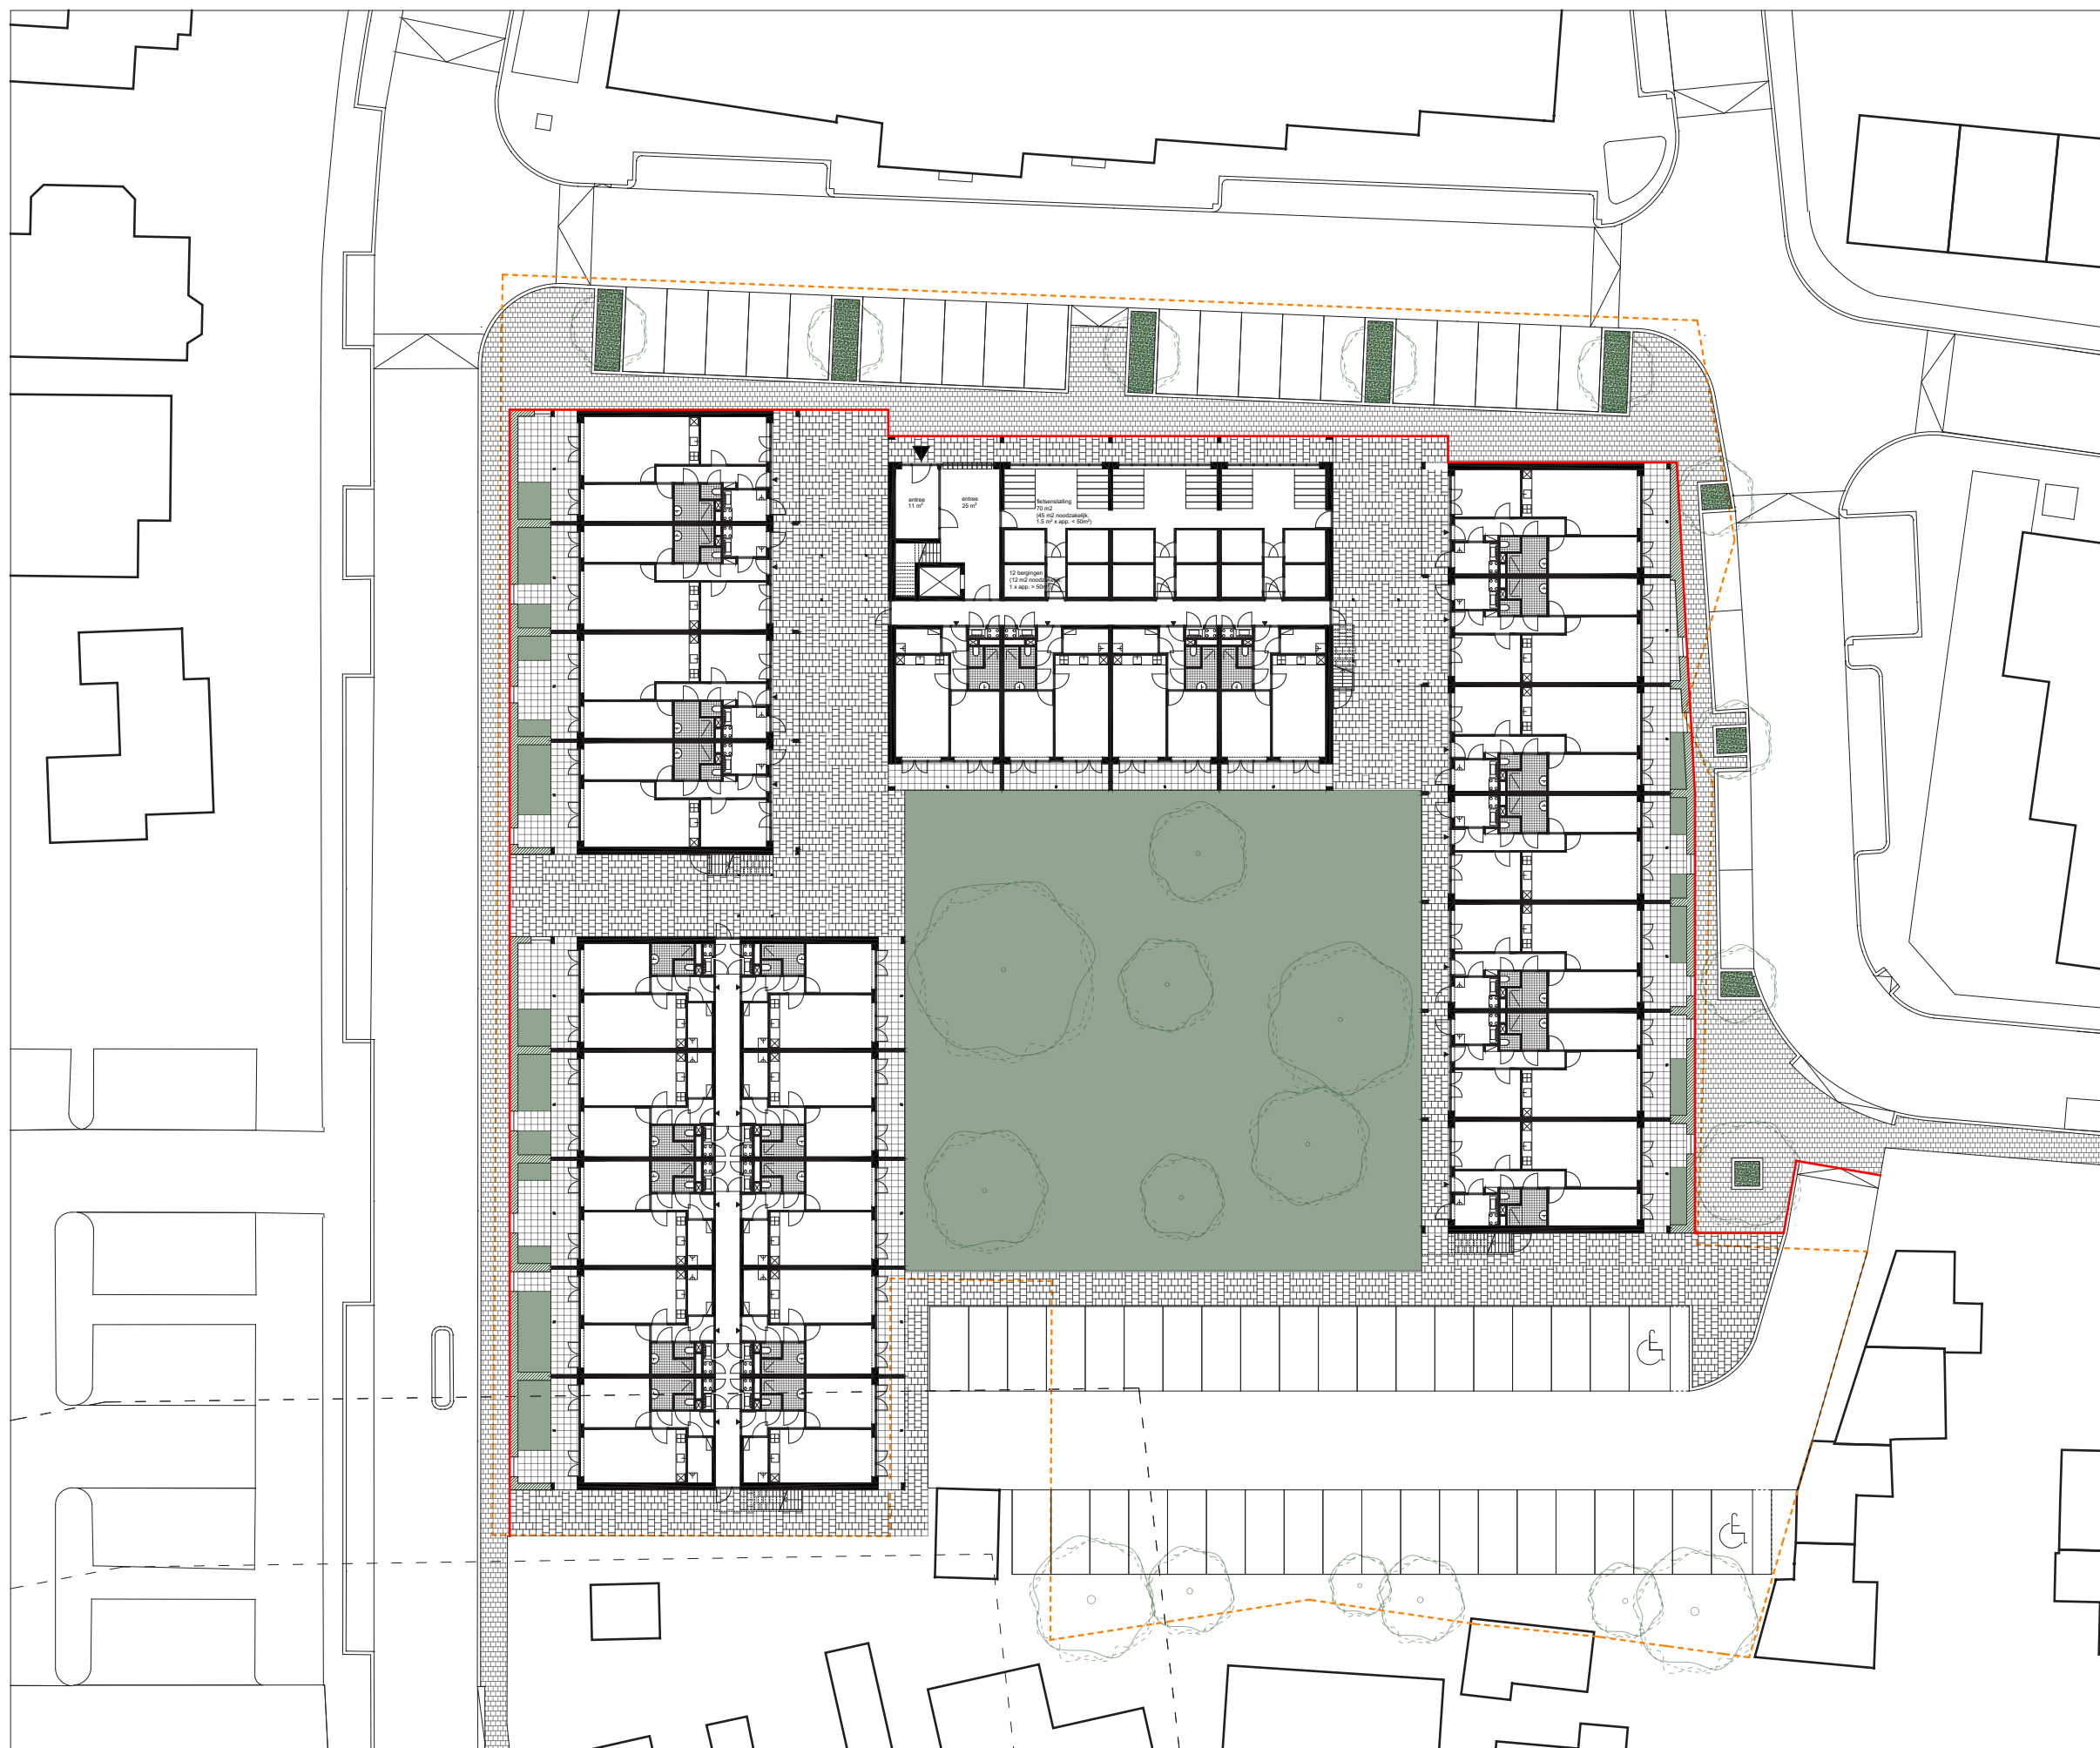 entree
11 m²
entree
25 m²
fietsenstalling
70 m2
(45 m2 noodzakelijk:
1.5 m² x app. < 50m²)
12 bergingen
(12 m2 noodzakelijk:
1 x app. > 50m²)